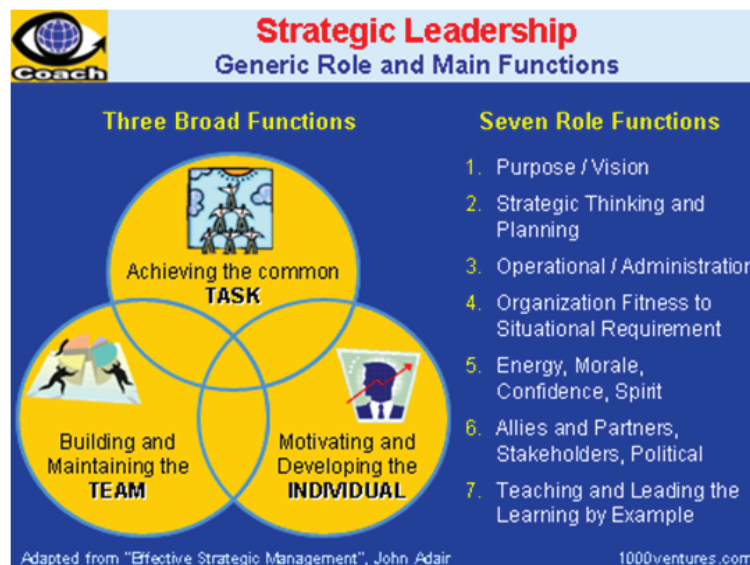 Coach
Strategic Leadership
Generic Role and Main Functions
Three Broad Functions
Achieving the common
TASK
Building and
Maintaining the
TEAM
Motivating and
Developing the
INDIVIDUAL
Seven Role Functions
1. Purpose / Vision
2. Strategic Thinking and
Planning
3. Operational / Administration
4. Organization Fitness to
Situational Requirement
5. Energy, Morale,
Confidence, Spirit
6. Allies and Partners,
Stakeholders, Political
7. Teaching and Leading the
Learning by Example
Adapted from "Effective Strategic Management", John Adair
1000ventures.com